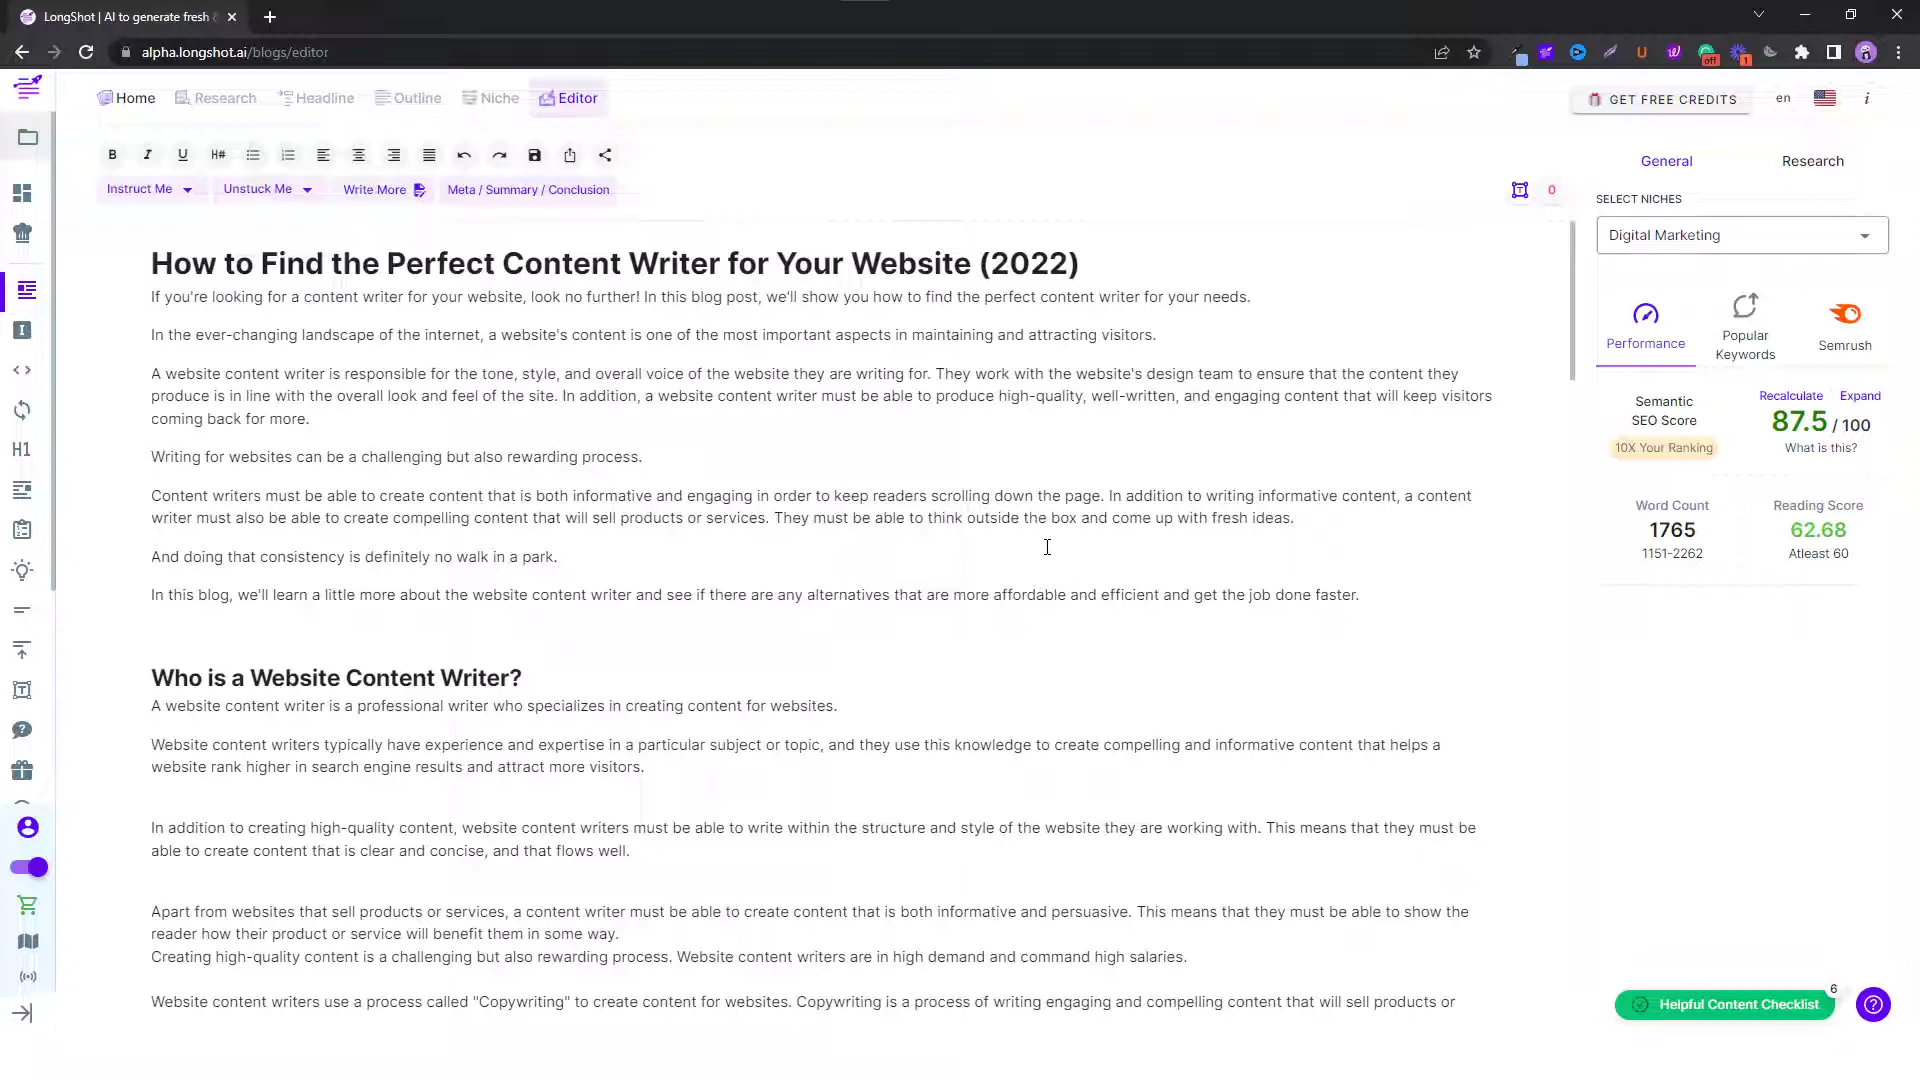 LongShot | AI to generate fresh
alpha.longshot.ai/blogs/editor
off
1
Home
Research
Headline
Outline
Niche
Editor
GET FREE CREDITS
en
i
B
I
U
H#
Instruct Me
Unstuck Me
Write More
Meta / Summary / Conclusion
T
0
General
Research
SELECT NICHES
Digital Marketing
Performance
Popular
Keywords
Semrush
Semantic
SEO Score
10X Your Ranking
Recalculate
Expand
87.5 / 100
What is this?
Word Count
1765
1151-2262
Reading Score
62.68
Atleast 60
How to Find the Perfect Content Writer for Your Website (2022)
If you're looking for a content writer for your website, look no further! In this blog post, we'll show you how to find the perfect content writer for your needs.
In the ever-changing landscape of the internet, a website's content is one of the most important aspects in maintaining and attracting visitors.
A website content writer is responsible for the tone, style, and overall voice of the website they are writing for. They work with the website's design team to ensure that the content they
produce is in line with the overall look and feel of the site. In addition, a website content writer must be able to produce high-quality, well-written, and engaging content that will keep visitors
coming back for more.
Writing for websites can be a challenging but also rewarding process.
Content writers must be able to create content that is both informative and engaging in order to keep readers scrolling down the page. In addition to writing informative content, a content
writer must also be able to create compelling content that will sell products or services. They must be able to think outside the box and come up with fresh ideas.
And doing that consistency is definitely no walk in a park.
In this blog, we'll learn a little more about the website content writer and see if there are any alternatives that are more affordable and efficient and get the job done faster.
Who is a Website Content Writer?
A website content writer is a professional writer who specializes in creating content for websites.
Website content writers typically have experience and expertise in a particular subject or topic, and they use this knowledge to create compelling and informative content that helps a
website rank higher in search engine results and attract more visitors.
In addition to creating high-quality content, website content writers must be able to write within the structure and style of the website they are working with. This means that they must be
able to create content that is clear and concise, and that flows well.
Apart from websites that sell products or services, a content writer must be able to create content that is both informative and persuasive. This means that they must be able to show the
reader how their product or service will benefit them in some way.
Creating high-quality content is a challenging but also rewarding process. Website content writers are in high demand and command high salaries.
Website content writers use a process called "Copywriting" to create content for websites. Copywriting is a process of writing engaging and compelling content that will sell products or
I
H1
T
Helpful Content Checklist
6